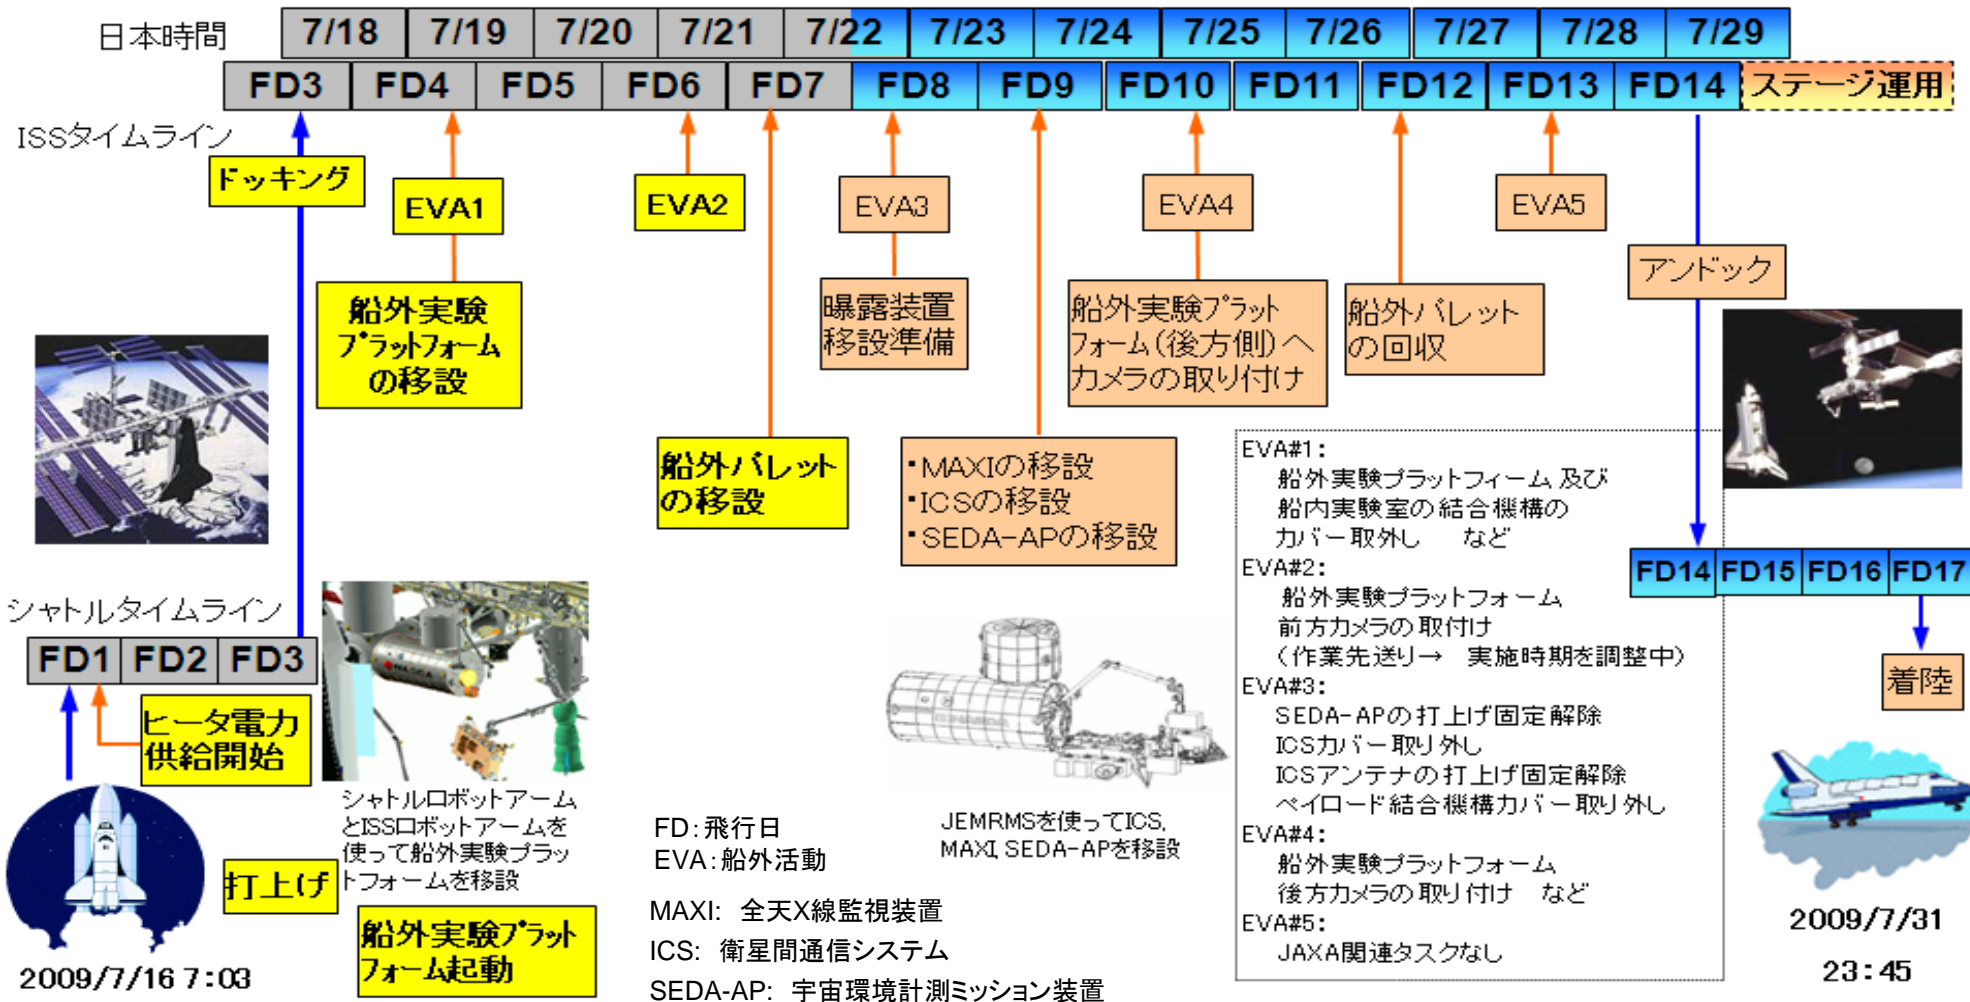 日本時間
7/18 7/19 7/20 7/21 7/22 7/23 7/24 7/25 7/26 7/27 7/28 7/29
FD3 FD4 FD5 FD6 FD7 FD8 FD9 FD10 FD11 FD12 FD13 FD14 ステージ運用
ISSタイムライン
ドッキング
EVA1
EVA2
EVA3
EVA4
EVA5
アンドック
船外実験
プラットフォーム
の移設
曝露装置
移設準備
船外実験プラット
フォーム(後方側)へ
カメラの取り付け
船外パレット
の回収
船外パレット
の移設
・MAXIの移設
・ICSの移設
・SEDA-APの移設
EVA#1:
船外実験プラットフィーム 及び
船内実験室の結合機構の
カバー取外し など
EVA#2:
船外実験プラットフォーム
前方カメラの取付け
(作業先送り→ 実施時期を調整中)
EVA#3:
SEDA-APの打上げ固定解除
ICSカバー取り外し
ICSアンテナの打上げ固定解除
ペイロード結合機構カバー取り外し
EVA#4:
船外実験プラットフォーム
後方カメラの取り付け など
EVA#5:
JAXA関連タスクなし
FD14 FD15 FD16 FD17
着陸
2009/7/31
23:45
シャトルタイムライン
FD1 FD2 FD3
ヒータ電力
供給開始
打上げ
2009/7/16 7:03
シャトルロボットアーム
とISSロボットアームを
使って船外実験プラッ
トフォームを移設
船外実験プラット
フォーム起動
JEMRMSを使ってICS,
MAXI, SEDA-APを移設
FD:飛行日
EVA:船外活動
MAXI: 全天X線監視装置
ICS: 衛星間通信システム
SEDA-AP: 宇宙環境計測ミッション装置